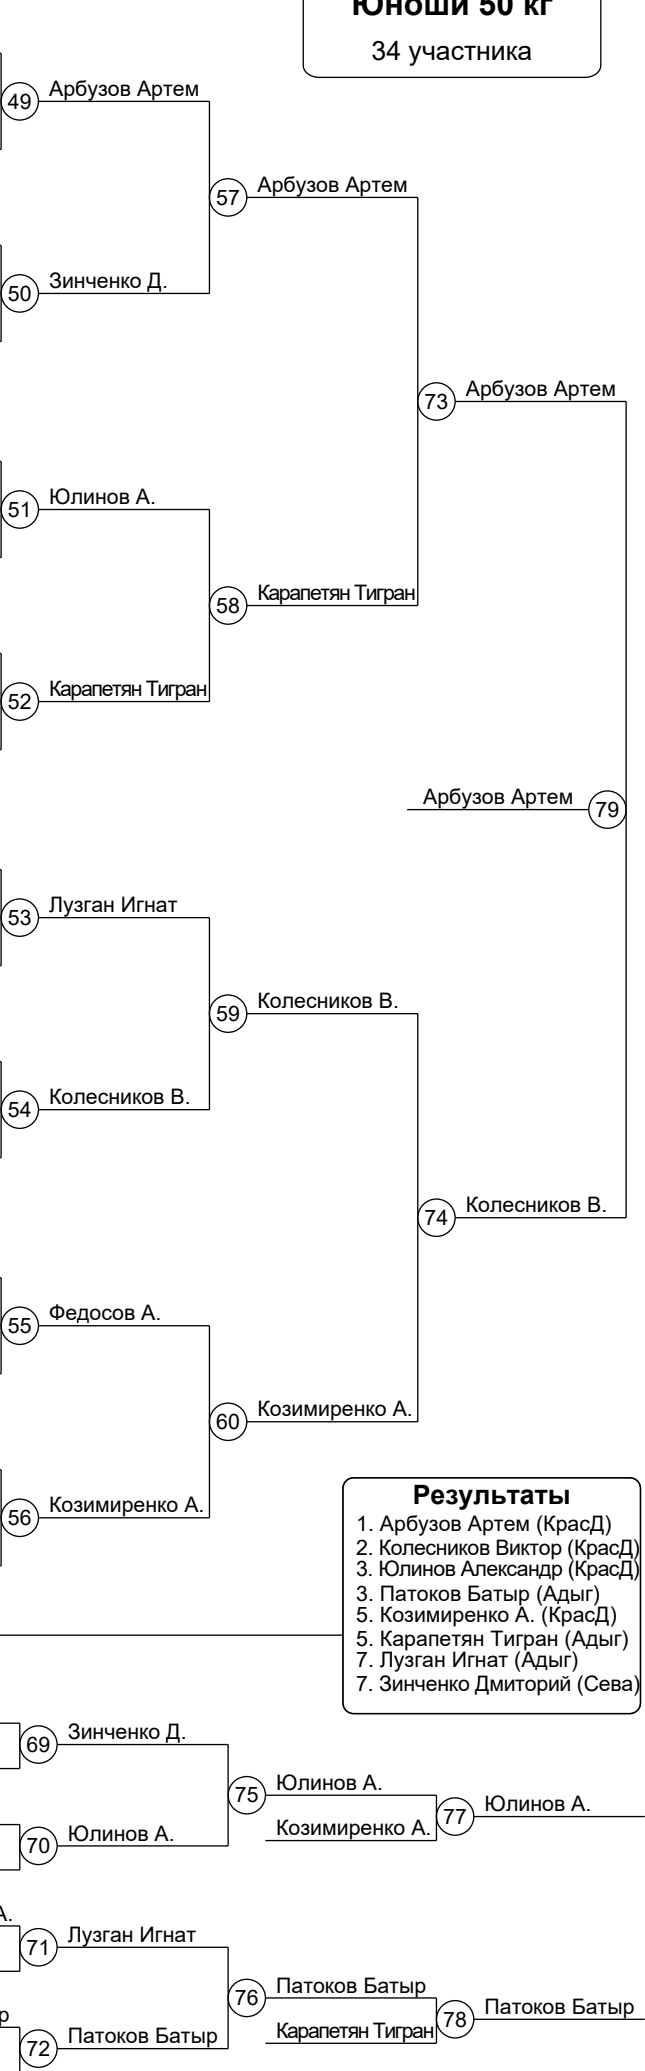 Юноши 50 кг
34 участника
49 Арбузов Артем
57 Арбузов Артем
50 Зинченко Д.
73 Арбузов Артем
51 Юлинов А.
58 Карапетян Тигран
52 Карапетян Тигран
Арбузов Артем 79
53 Лузган Игнат
59 Колесников В.
54 Колесников В.
74 Колесников В.
55 Федосов А.
60 Козимиренко А.
56 Козимиренко А.
Результаты
1. Арбузов Артем (КрасД)
2. Колесников Виктор (КрасД)
3. Юлинов Александр (КрасД)
3. Патоков Батыр (Адыг)
5. Козимиренко А. (КрасД)
5. Карапетян Тигран (Адыг)
7. Лузган Игнат (Адыг)
7. Зинченко Дмиторий (Сева)
69 Зинченко Д.
75 Юлинов А.
77 Юлинов А.
Козимиренко А.
70 Юлинов А.
А.
71 Лузган Игнат
76 Патоков Батыр
78 Патоков Батыр
Карапетян Тигран
р
72 Патоков Батыр